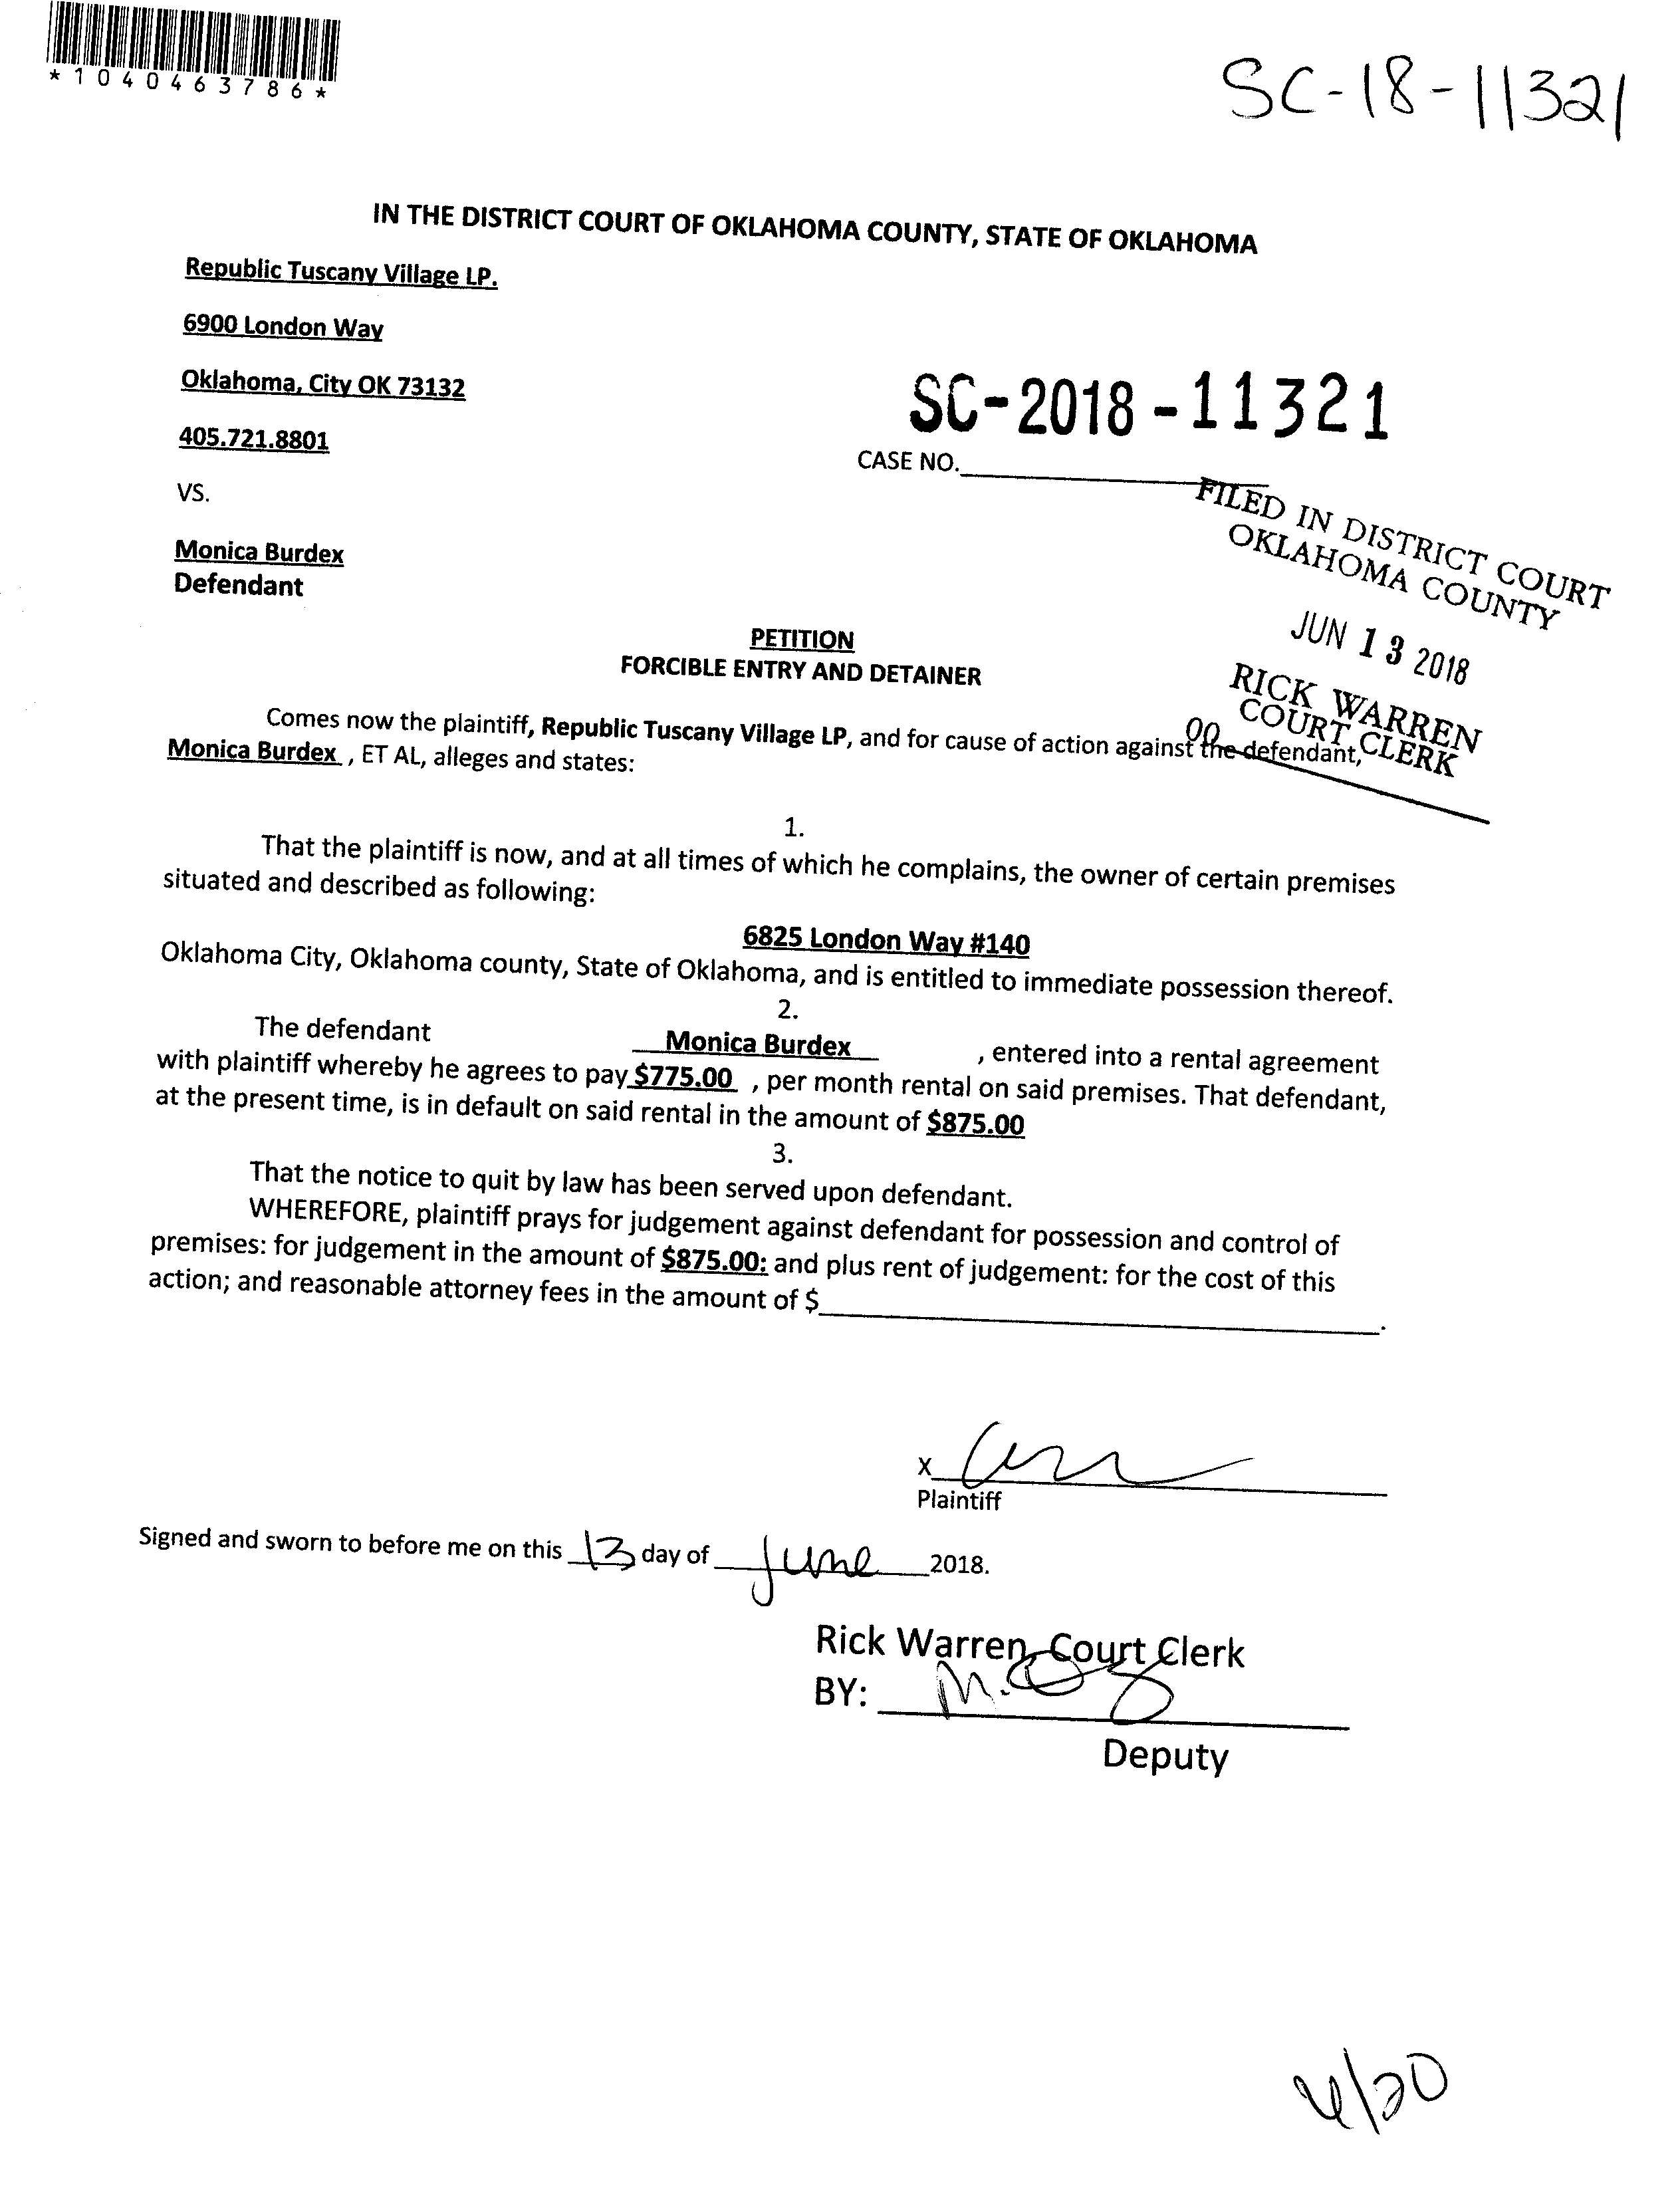 *1040463786*
SC-18-11321
IN THE DISTRICT COURT OF OKLAHOMA COUNTY, STATE OF OKLAHOMA
Republic Tuscany Village LP.
6900 London Way
Oklahoma, City OK 73132
405.721.8801
SC-2018-11321
CASE NO.
VS.
FILED IN DISTRICT COURT
OKLAHOMA COUNTY
Monica Burdex
Defendant
JUN 13 2018
RICK WARREN
COURT CLERK
00
PETITION
FORCIBLE ENTRY AND DETAINER
Comes now the plaintiff, Republic Tuscany Village LP, and for cause of action against the defendant,
Monica Burdex , ET AL, alleges and states:
1.
That the plaintiff is now, and at all times of which he complains, the owner of certain premises
situated and described as following:
6825 London Way #140
Oklahoma City, Oklahoma county, State of Oklahoma, and is entitled to immediate possession thereof.
2.
The defendant Monica Burdex , entered into a rental agreement
with plaintiff whereby he agrees to pay $775.00 , per month rental on said premises. That defendant,
at the present time, is in default on said rental in the amount of $875.00
3.
That the notice to quit by law has been served upon defendant.
WHEREFORE, plaintiff prays for judgement against defendant for possession and control of
premises: for judgement in the amount of $875.00: and plus rent of judgement: for the cost of this
action; and reasonable attorney fees in the amount of $ .
X
Plaintiff
Signed and sworn to before me on this 13 day of June 2018.
Rick Warren, Court Clerk
BY:
Deputy